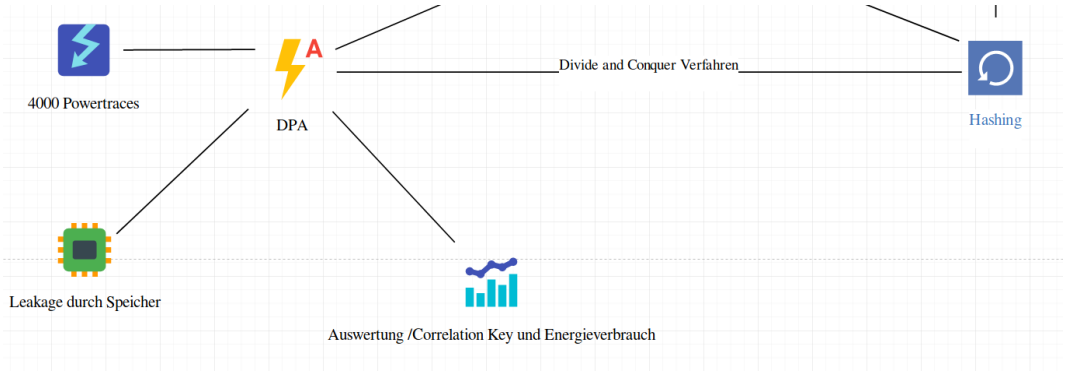 A
Divide and Conquer Verfahren
4000 Powertraces
DPA
Hashing
Leakage durch Speicher
Auswertung /Correlation Key und Energieverbrauch